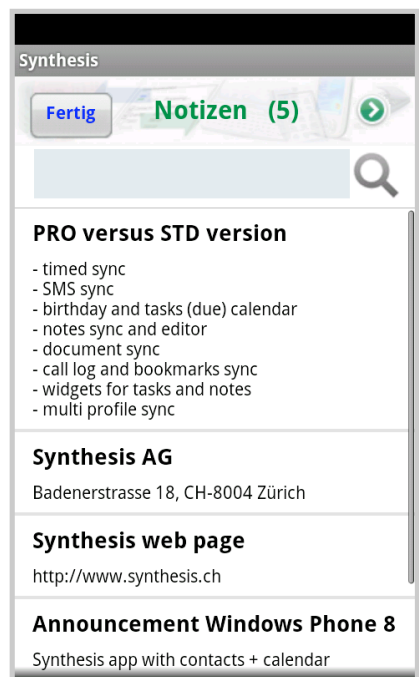 Synthesis
Fertig
Notizen (5)
PRO versus STD version
- timed sync
- SMS sync
- birthday and tasks (due) calendar
- notes sync and editor
- document sync
- call log and bookmarks sync
- widgets for tasks and notes
- multi profile sync
Synthesis AG
Badenerstrasse 18, CH-8004 Zürich
Synthesis web page
http://www.synthesis.ch
Announcement Windows Phone 8
Synthesis app with contacts + calendar